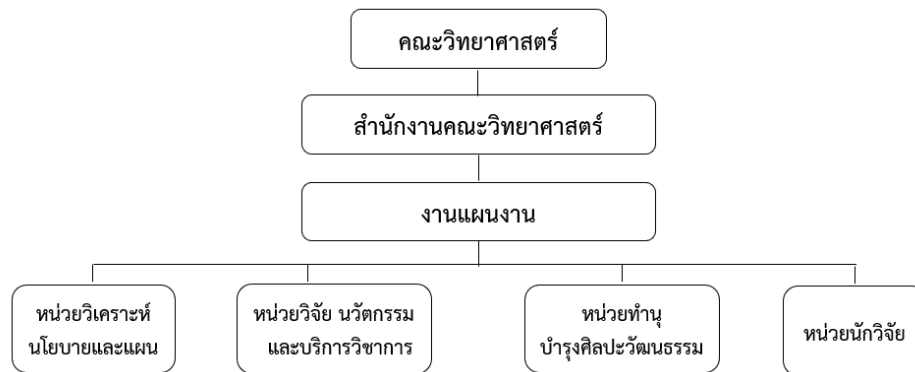 คณะวิทยาศาสตร์
สำนักงานคณะวิทยาศาสตร์
งานแผนงาน
หน่วยวิเคราะห์
นโยบายและแผน
หน่วยวิจัย นวัตกรรม
และบริการวิชาการ
หน่วยทำนุ
บำรุงศิลปะวัฒนธรรม
หน่วยนักวิจัย